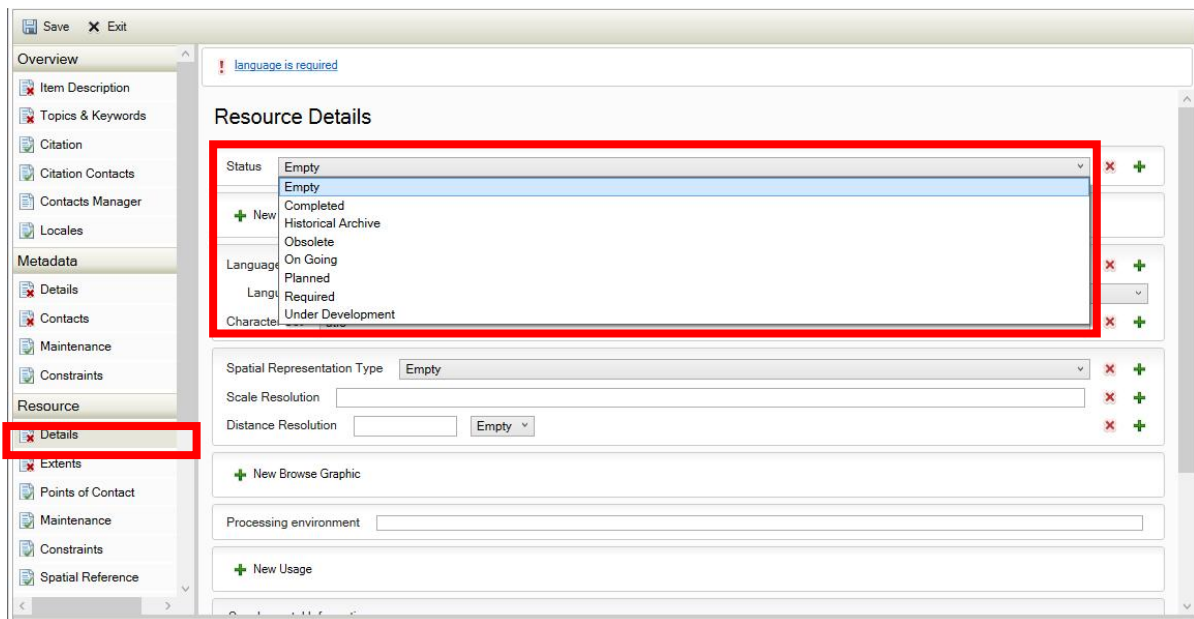 Save Exit
Overview
Item Description
Topics & Keywords
Citation
Citation Contacts
Contacts Manager
Locales
Metadata
Details
Contacts
Maintenance
Constraints
Resource
Details
Extents
Points of Contact
Maintenance
Constraints
Spatial Reference
! language is required
Resource Details
Status Empty
Empty
Completed
Historical Archive
Obsolete
On Going
Planned
Required
Under Development
New
Language
Spatial Representation Type Empty
Scale Resolution
Distance Resolution Empty
New Browse Graphic
Processing environment
New Usage